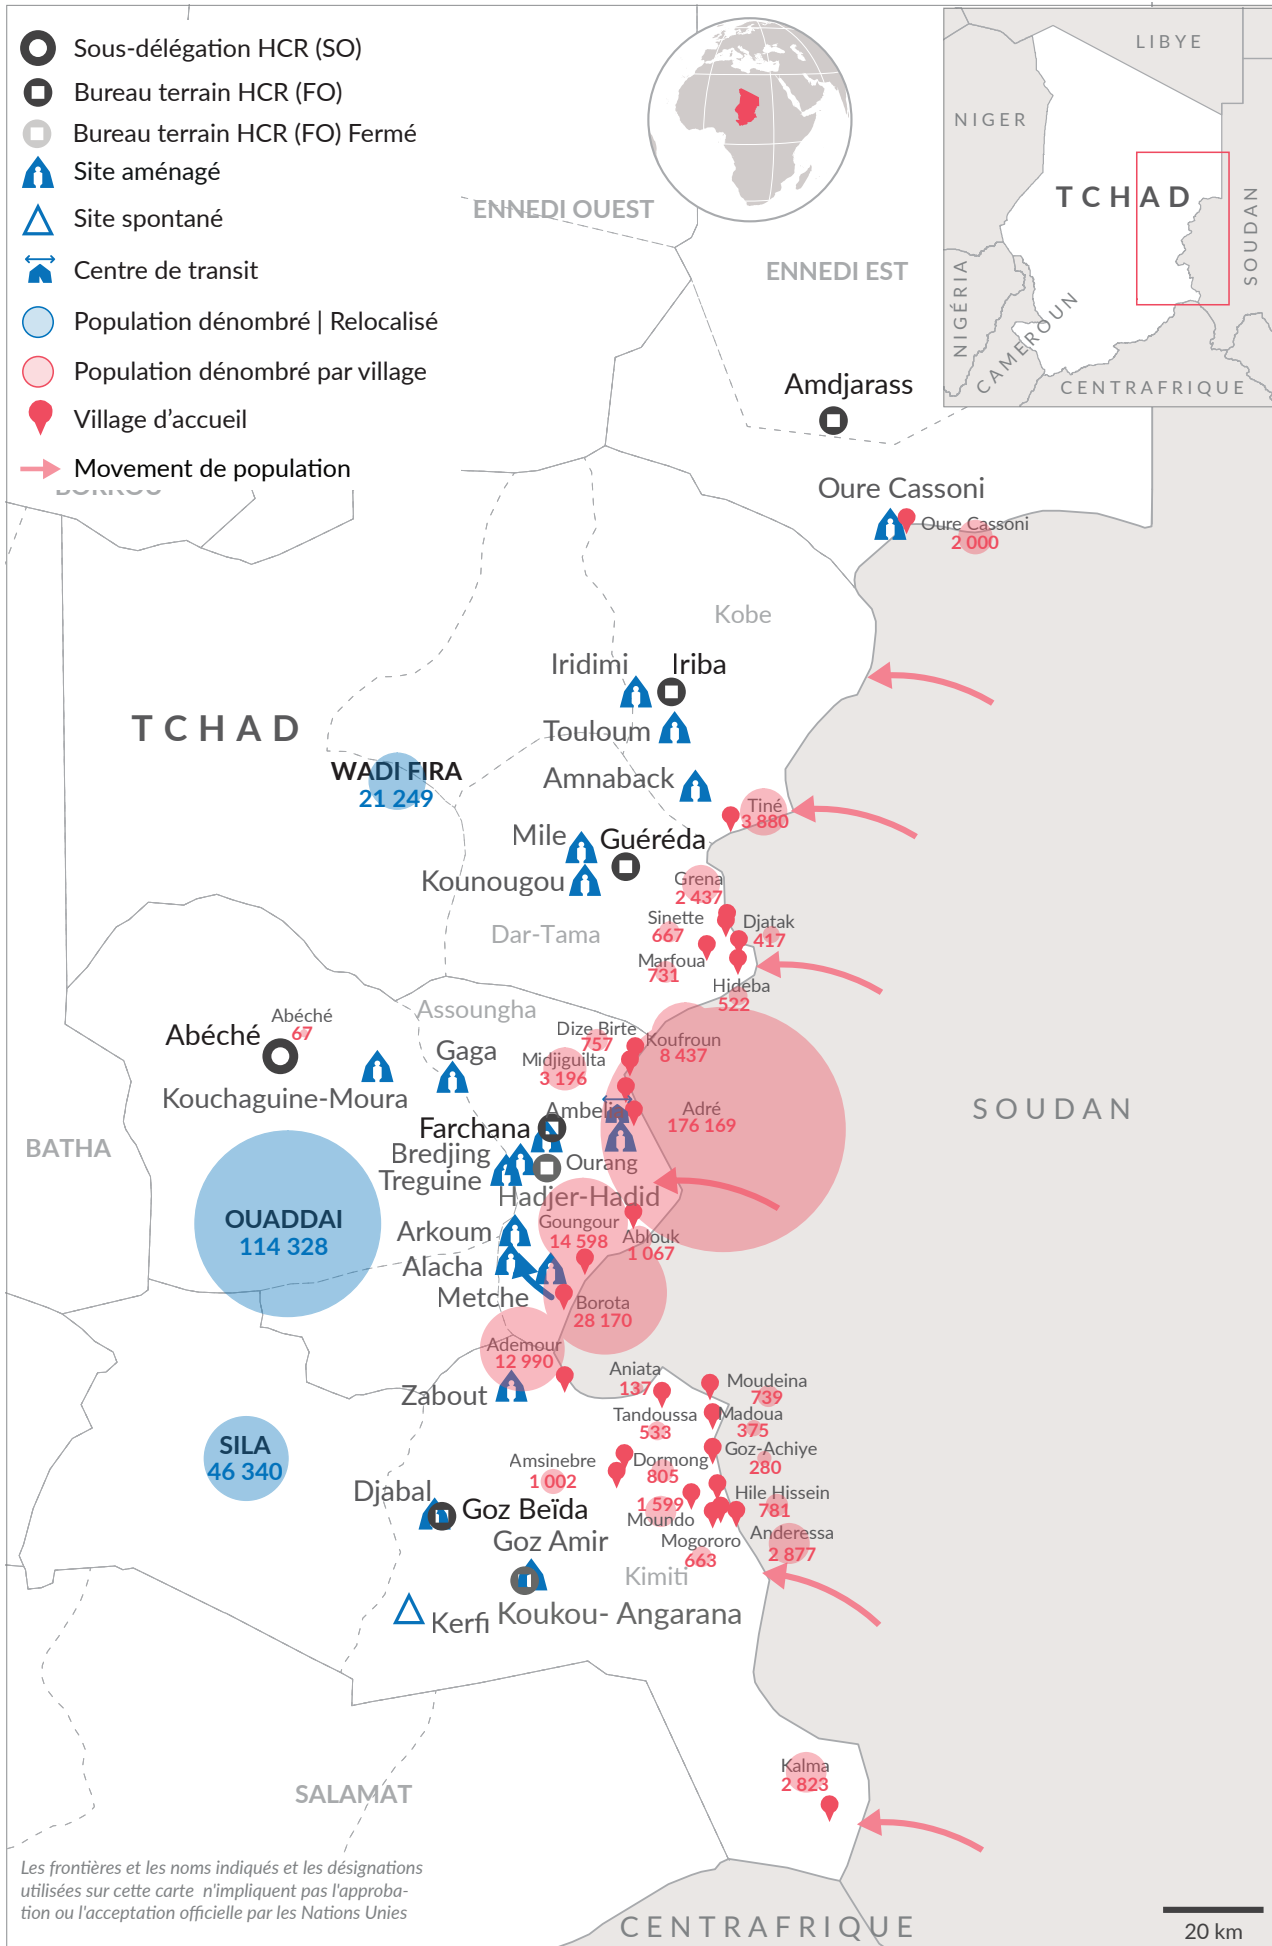 Sous-délégation HCR (SO)
Bureau terrain HCR (FO)
Bureau terrain HCR (FO) Fermé
Site aménagé
Site spontané
Centre de transit
Population dénombré | Relocalisé
Population dénombré par village
Village d'accueil
Movement de population
BORKOU
LIBYE
NIGER
TCHAD
SOUDAN
NIGÉRIA
CAMEROUN
CENTRAFRIQUE
ENNEDI OUEST
ENNEDI EST
Amdjarass
Oure Cassoni
Oure Cassoni
2 000
Kobe
Iridimi
Iriba
Touloum
TCHAD
WADI FIRA
21 249
Amnaback
Tiné
3 880
Mile
Guéréda
Kounougou
Grena
2 437
Sinette
667
Djatak
417
Dar-Tama
Marfoua
731
Hideba
522
Assoungha
Abéché
67
Abéché
Dize Birte
757
Koufroun
8 437
Gaga
Midjiguilta
3 196
Kouchaguine-Moura
Ambelia
Adré
176 169
SOUDAN
Farchana
BATHA
Bredjing
Ourang
Treguine
Hadjer-Hadid
OUADDAI
114 328
Arkoum
Goungour
14 598
Ablouk
1 067
Alacha
Metche
Borota
28 170
Ademour
12 990
Zabout
Aniata
137
Moudeina
739
Tandoussa
533
Madoua
375
SILA
46 340
Amsinebre
1 002
Dormong
805
Goz-Achiye
280
Djabal
Goz Beïda
1 599
Moundo
Hile Hissein
781
Goz Amir
Mogororo
663
Anderessa
2 877
Kimiti
Kerfi
Koukou- Angarana
Kalma
2 823
SALAMAT
Les frontières et les noms indiqués et les désignations
utilisées sur cette carte n'impliquent pas l'approba-
tion ou l'acceptation officielle par les Nations Unies
CENTRAFRIQUE
20 km